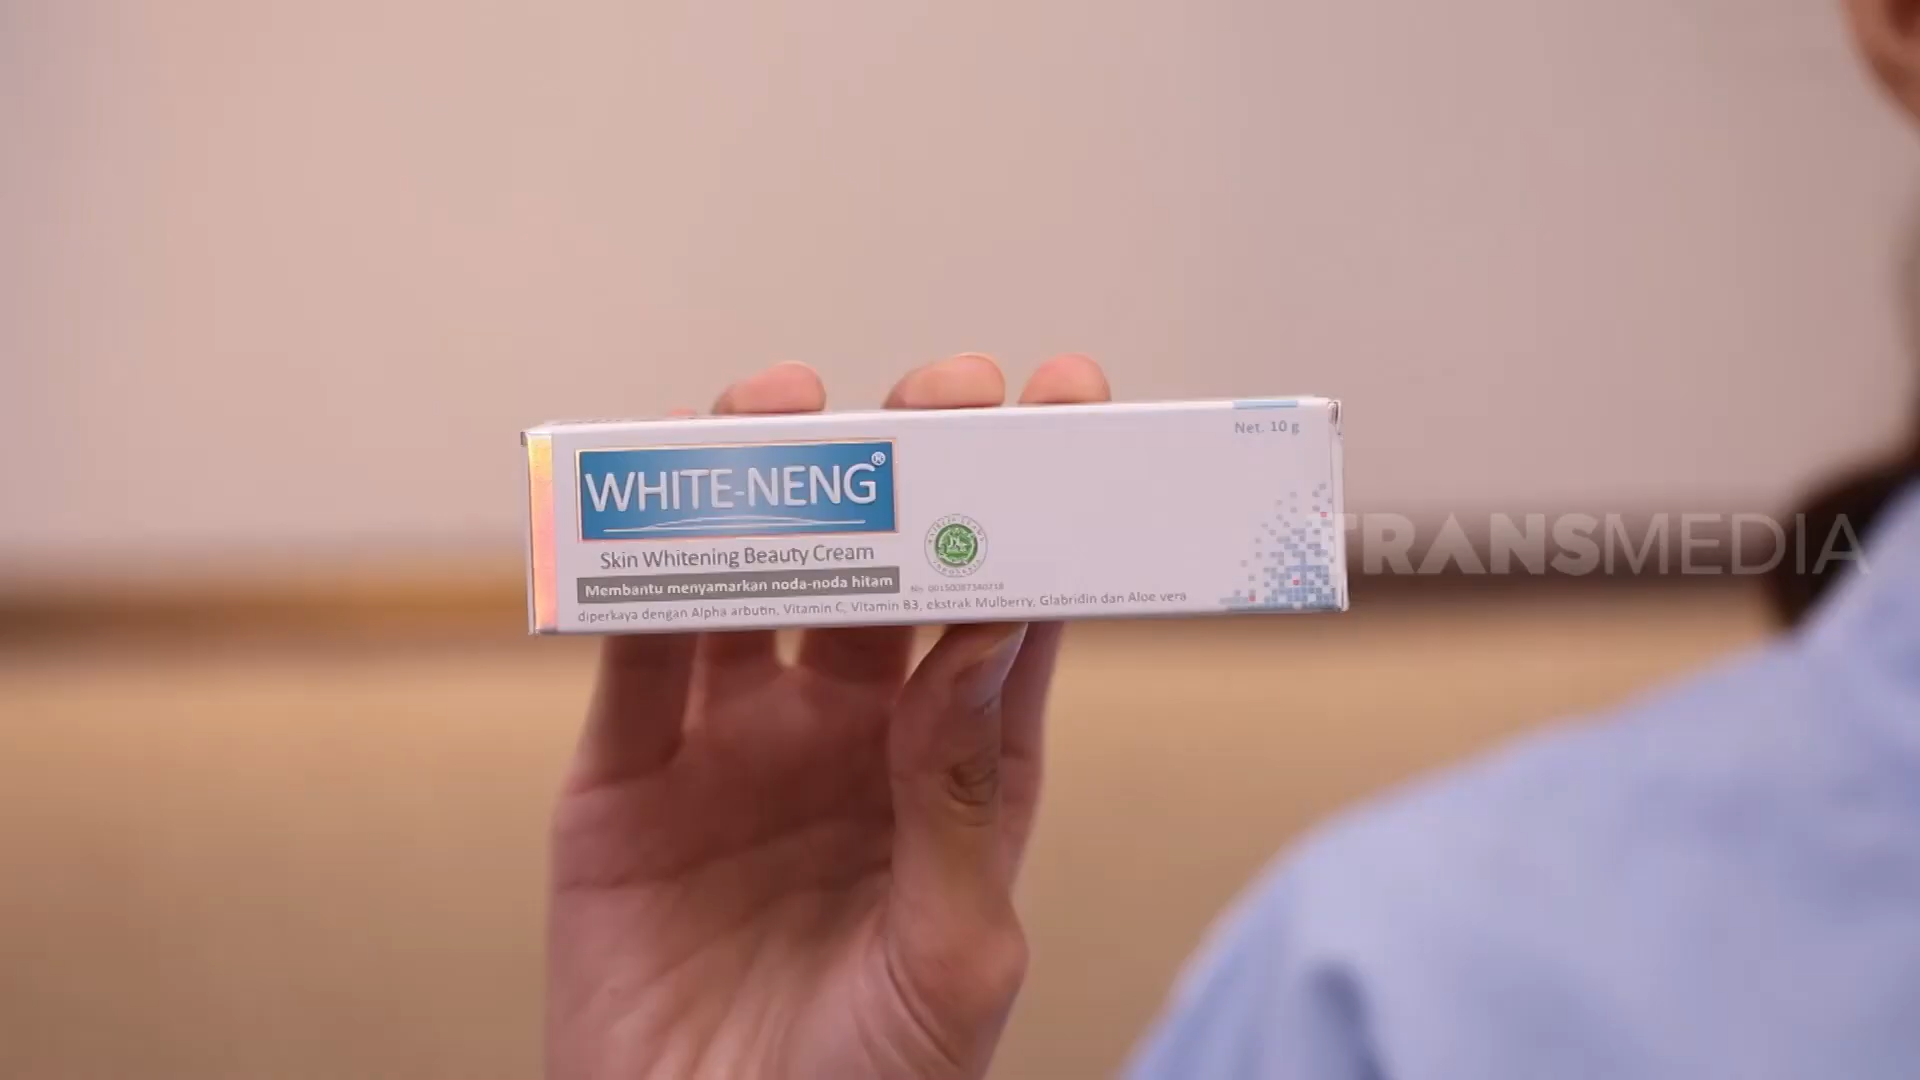 Net. 10 g
WHITE-NENG®
Skin Whitening Beauty Cream
Membantu menyamarkan noda-noda hitam
diperkaya dengan Alpha arbutin, Vitamin C, Vitamin B3, ekstrak Mulberry, Glabridin dan Aloe vera
TRANSMEDIA